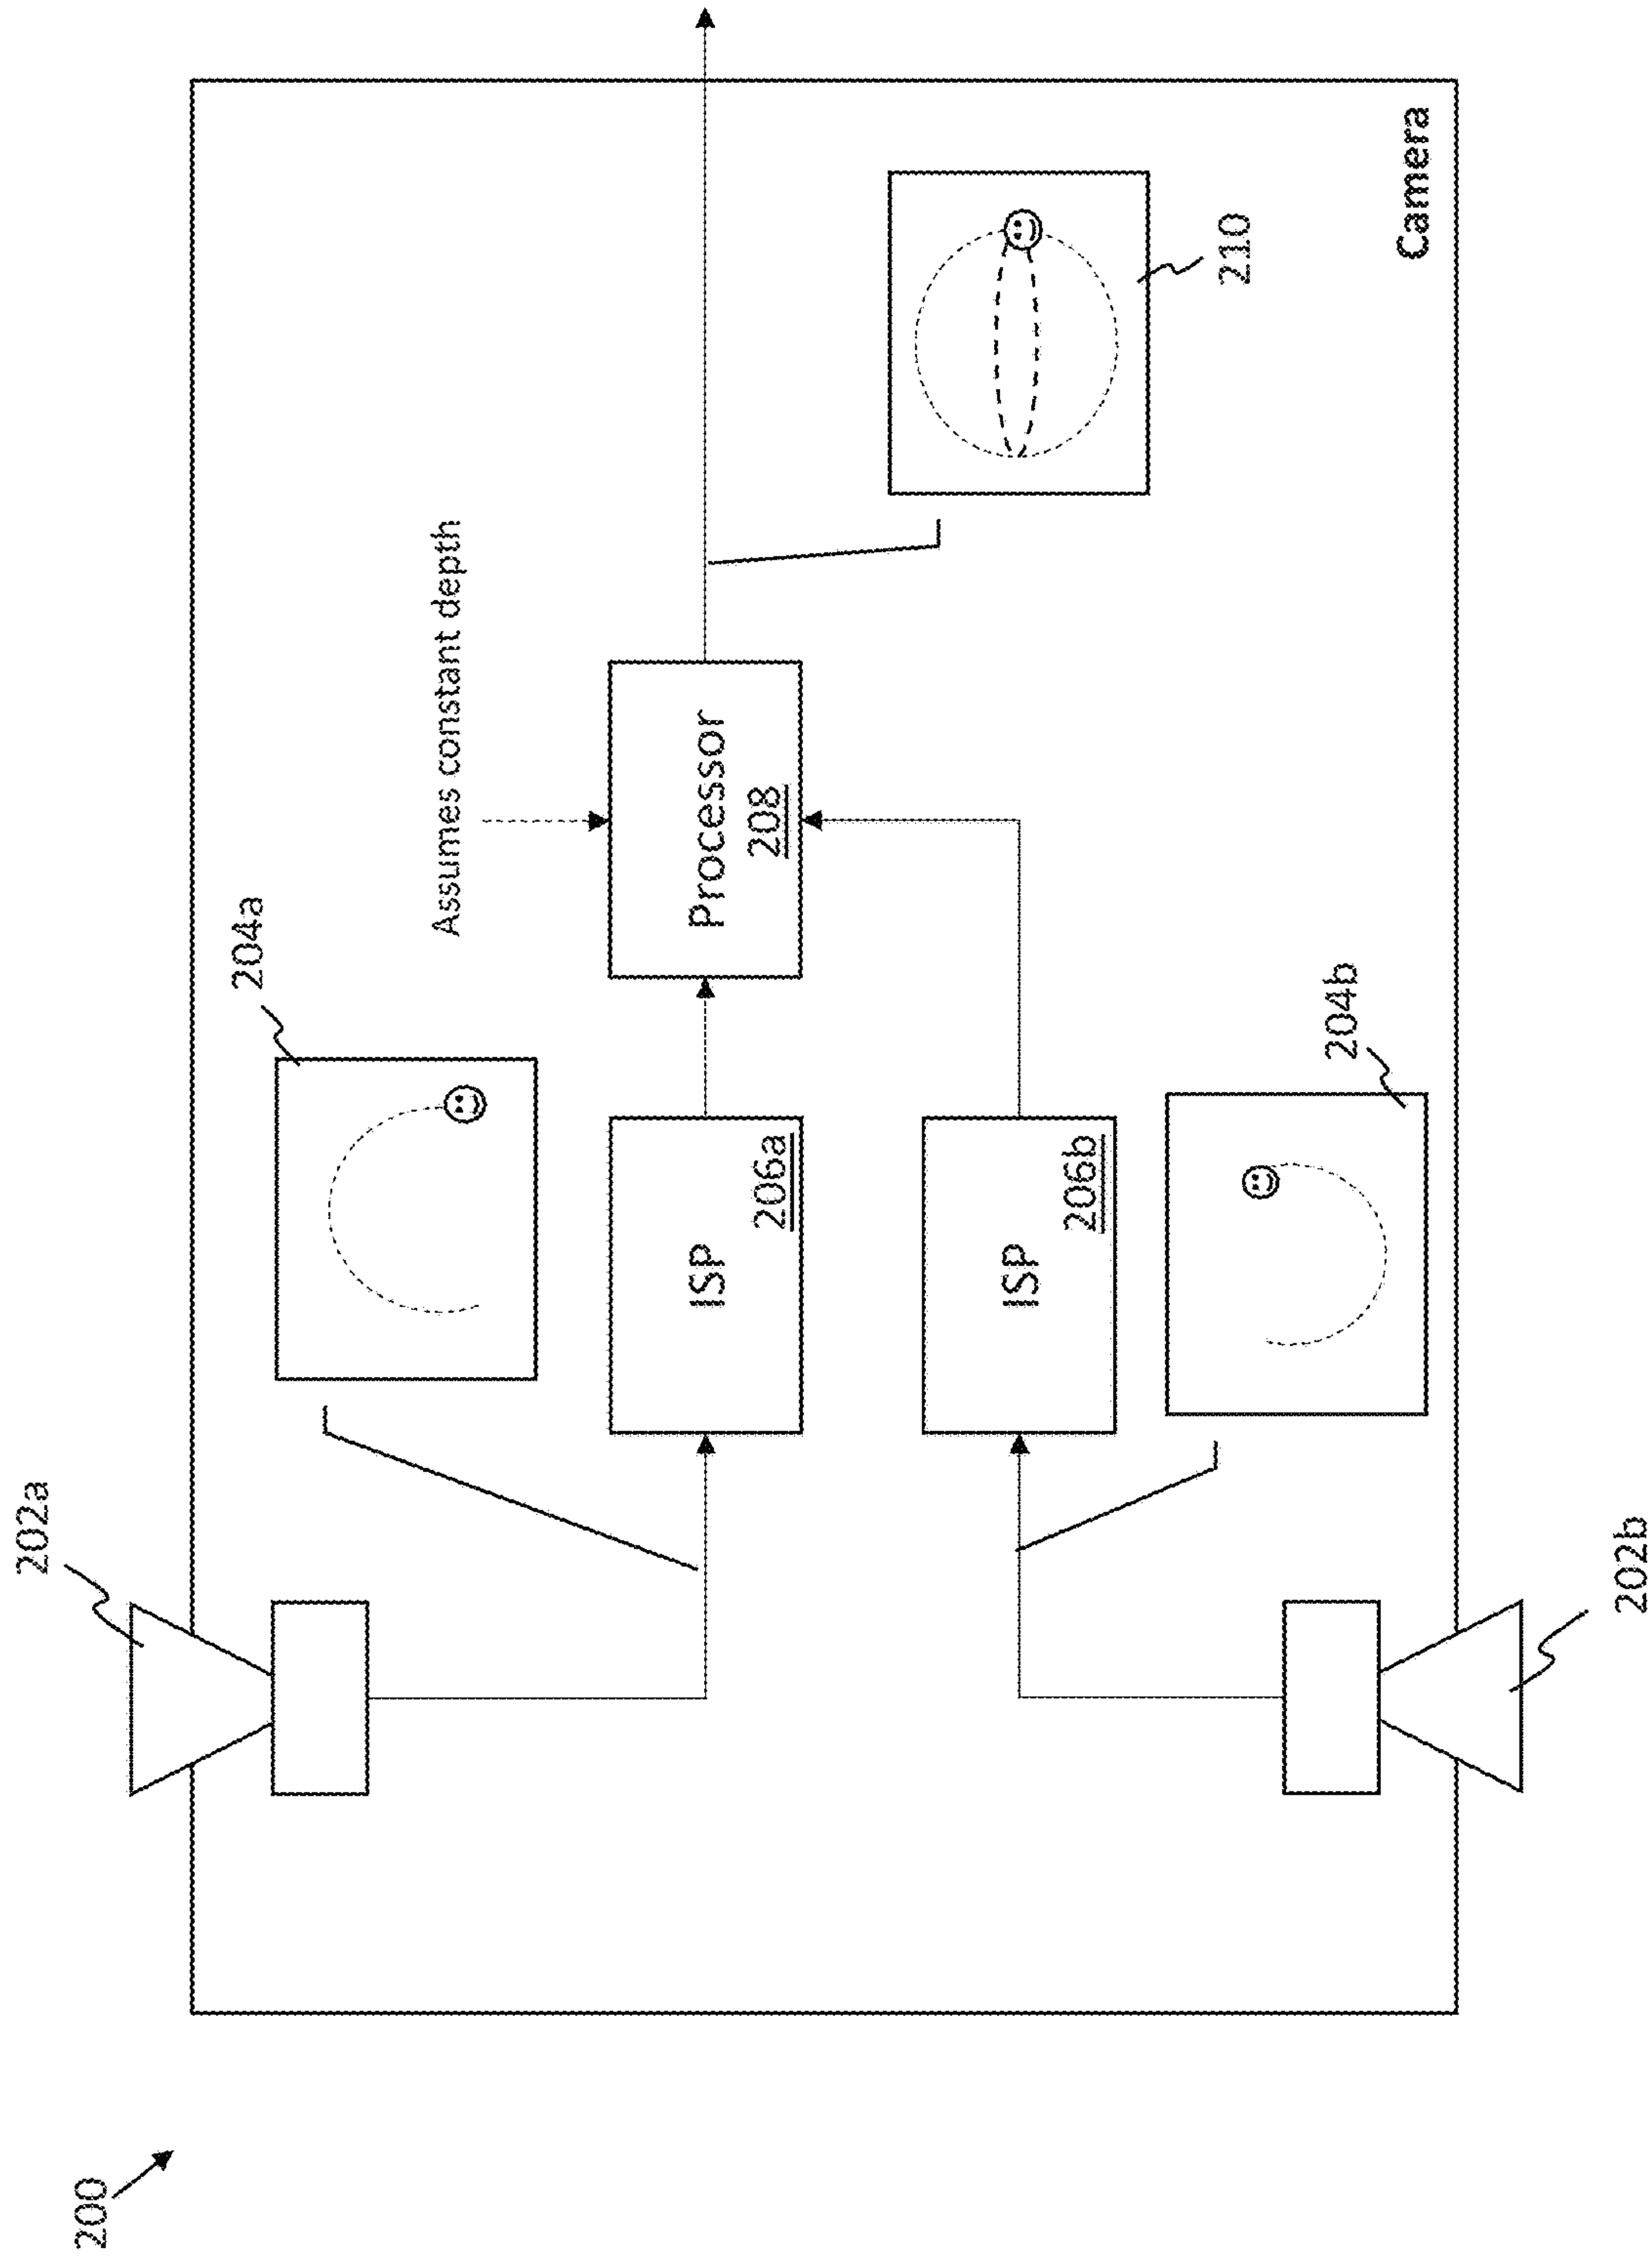 200
202a
204a
Assumes constant depth
ISP
206a
Processor
208
ISP
206b
210
204b
Camera
202b